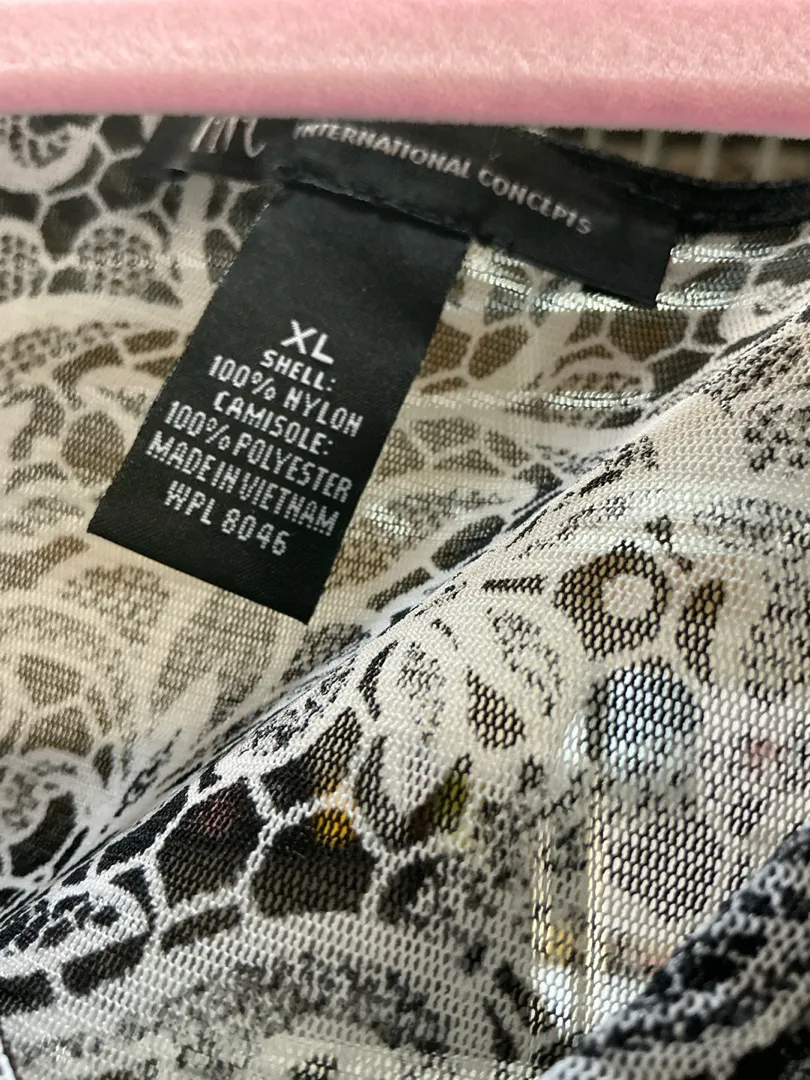 INTERNATIONAL CONCEPTS
XL
SHELL:
100% NYLON
CAMISOLE:
100% POLYESTER
MADE IN VIETNAM
WPL 8046